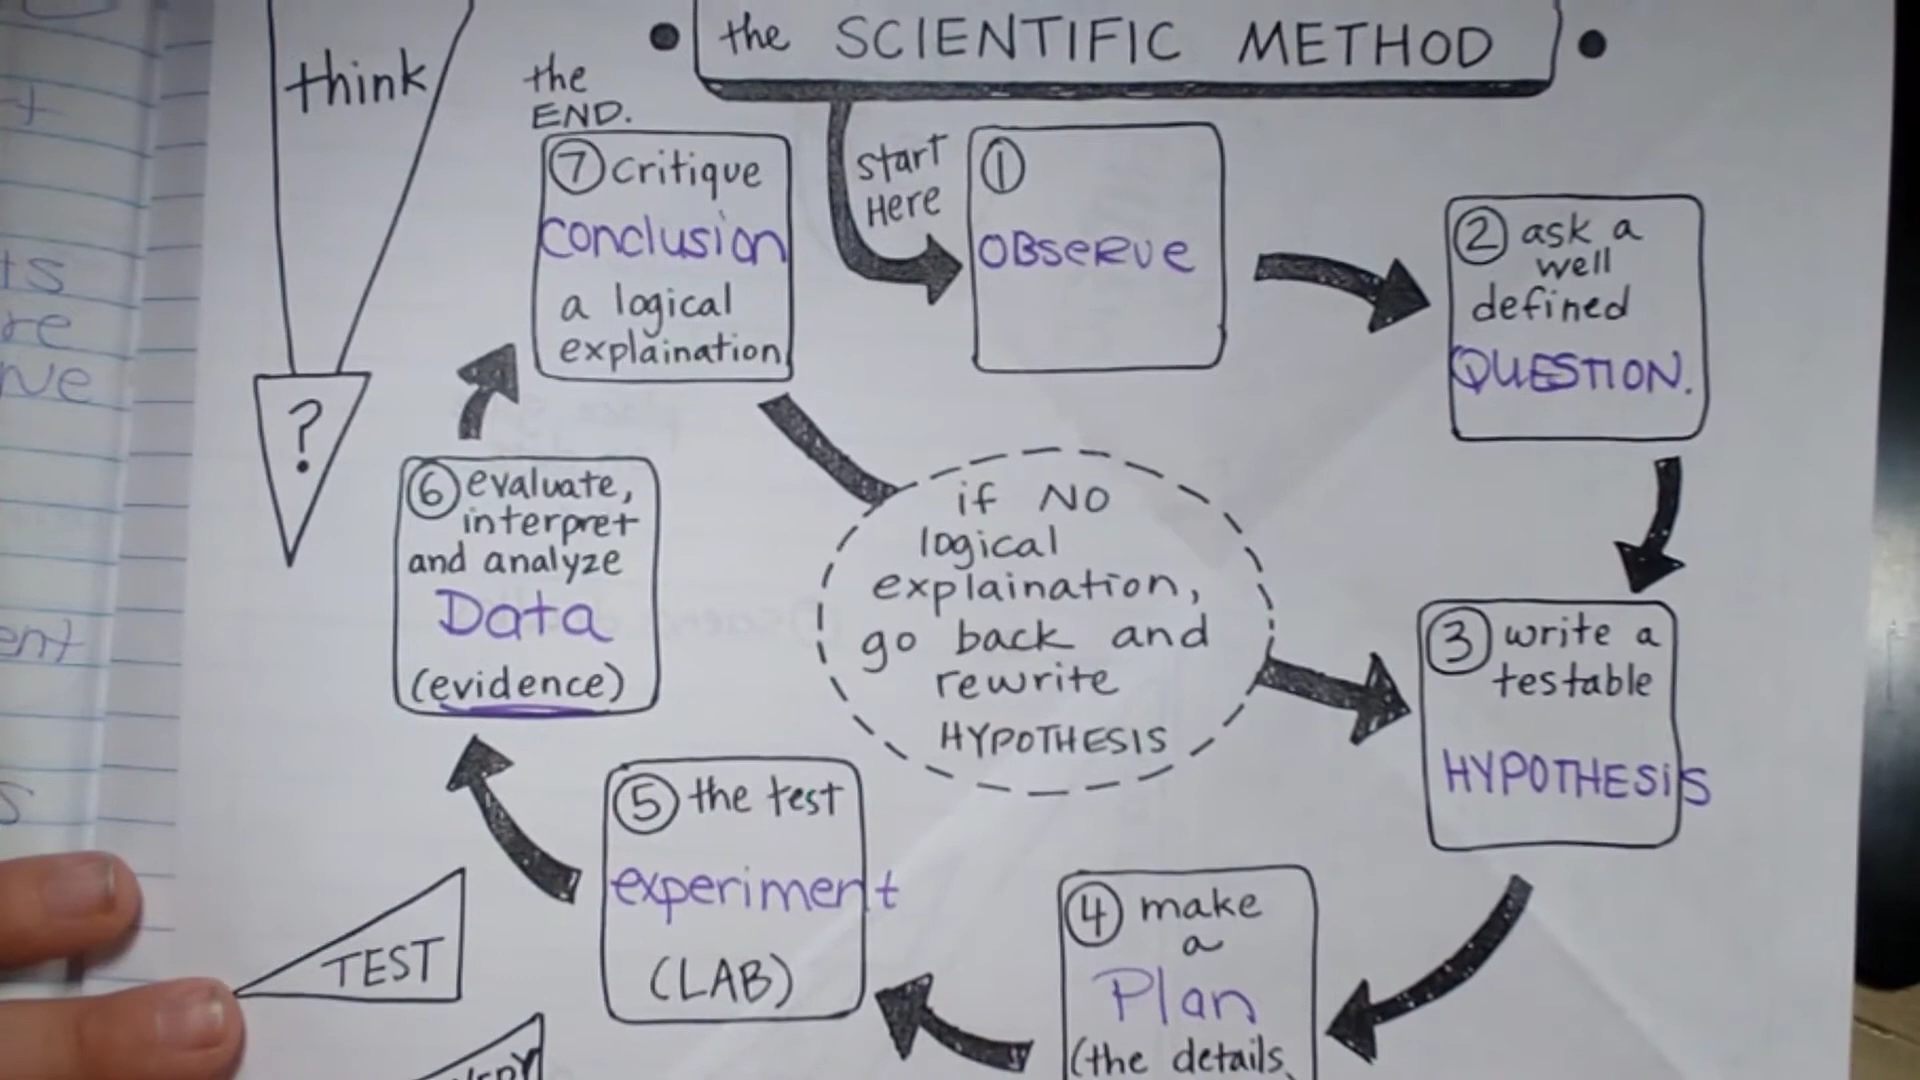 the SCIENTIFIC METHOD
think
?
the
END.
start
Here
① OBSERVE
② ask a
well
defined
QUESTION.
③ write a
testable
HYPOTHESIS
④ make
a
Plan
(the details
⑤ the test
experiment
(LAB)
⑥ evaluate,
interpret
and analyze
Data
(evidence)
⑦ critique
conclusion
a logical
explaination
if NO
logical
explaination,
go back and
rewrite
HYPOTHESIS
TEST